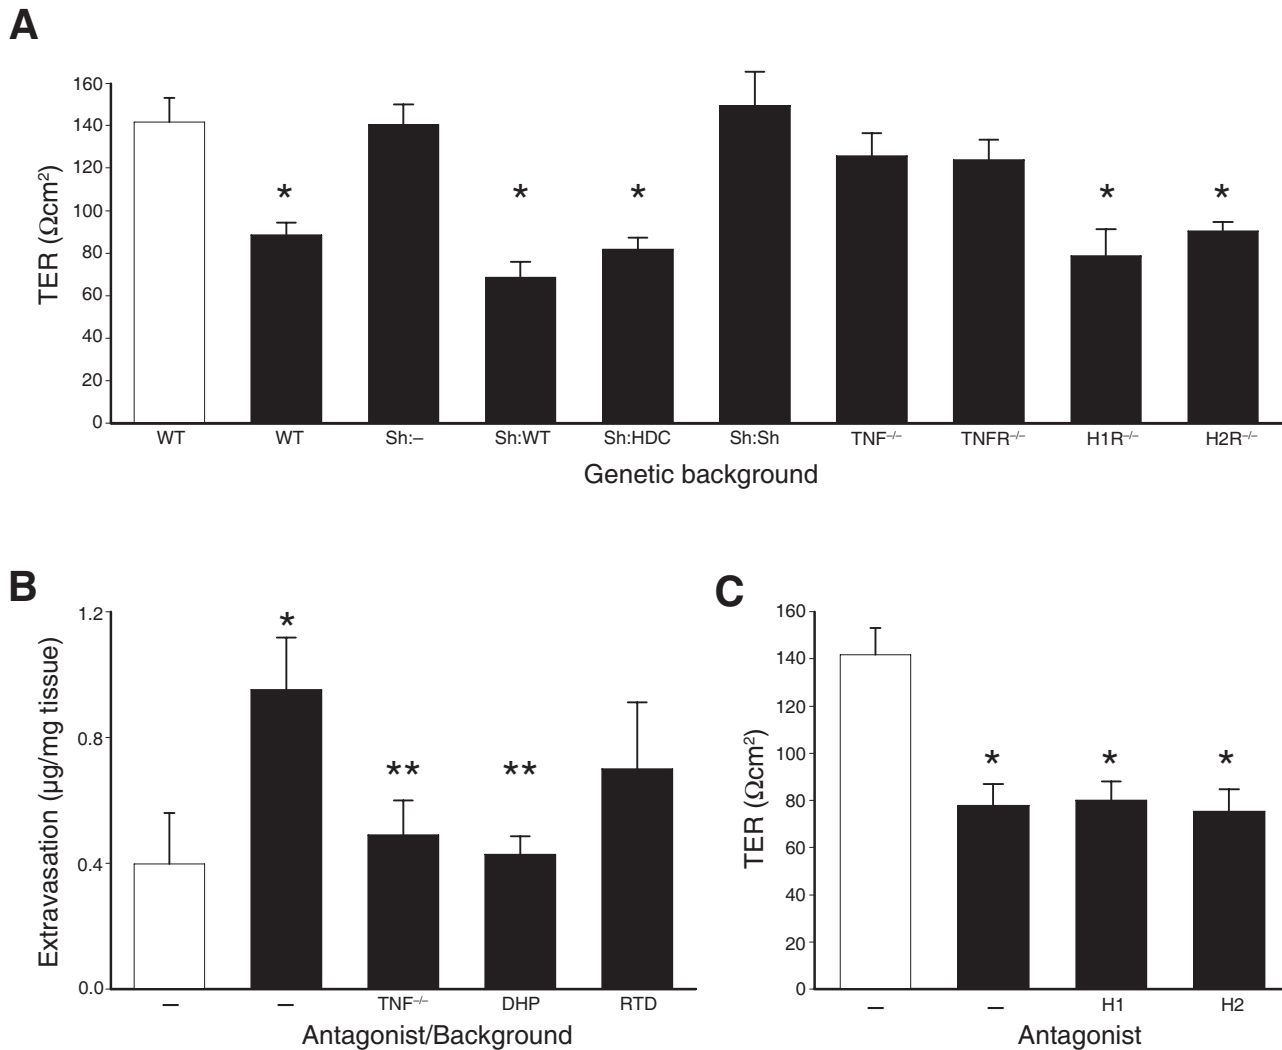 A
TER (Ωcm²)
160
140
120
100
80
60
40
20
0
* * * * *
WT WT Sh:– Sh:WT Sh:HDC Sh:Sh TNF–/– TNFR–/– H1R–/– H2R–/–
Genetic background
B
Extravasation (µg/mg tissue)
1.2
0.8
0.4
0.0
* ** **
– – TNF–/– DHP RTD
Antagonist/Background
C
TER (Ωcm²)
160
140
120
100
80
60
40
20
0
* * *
– – H1 H2
Antagonist